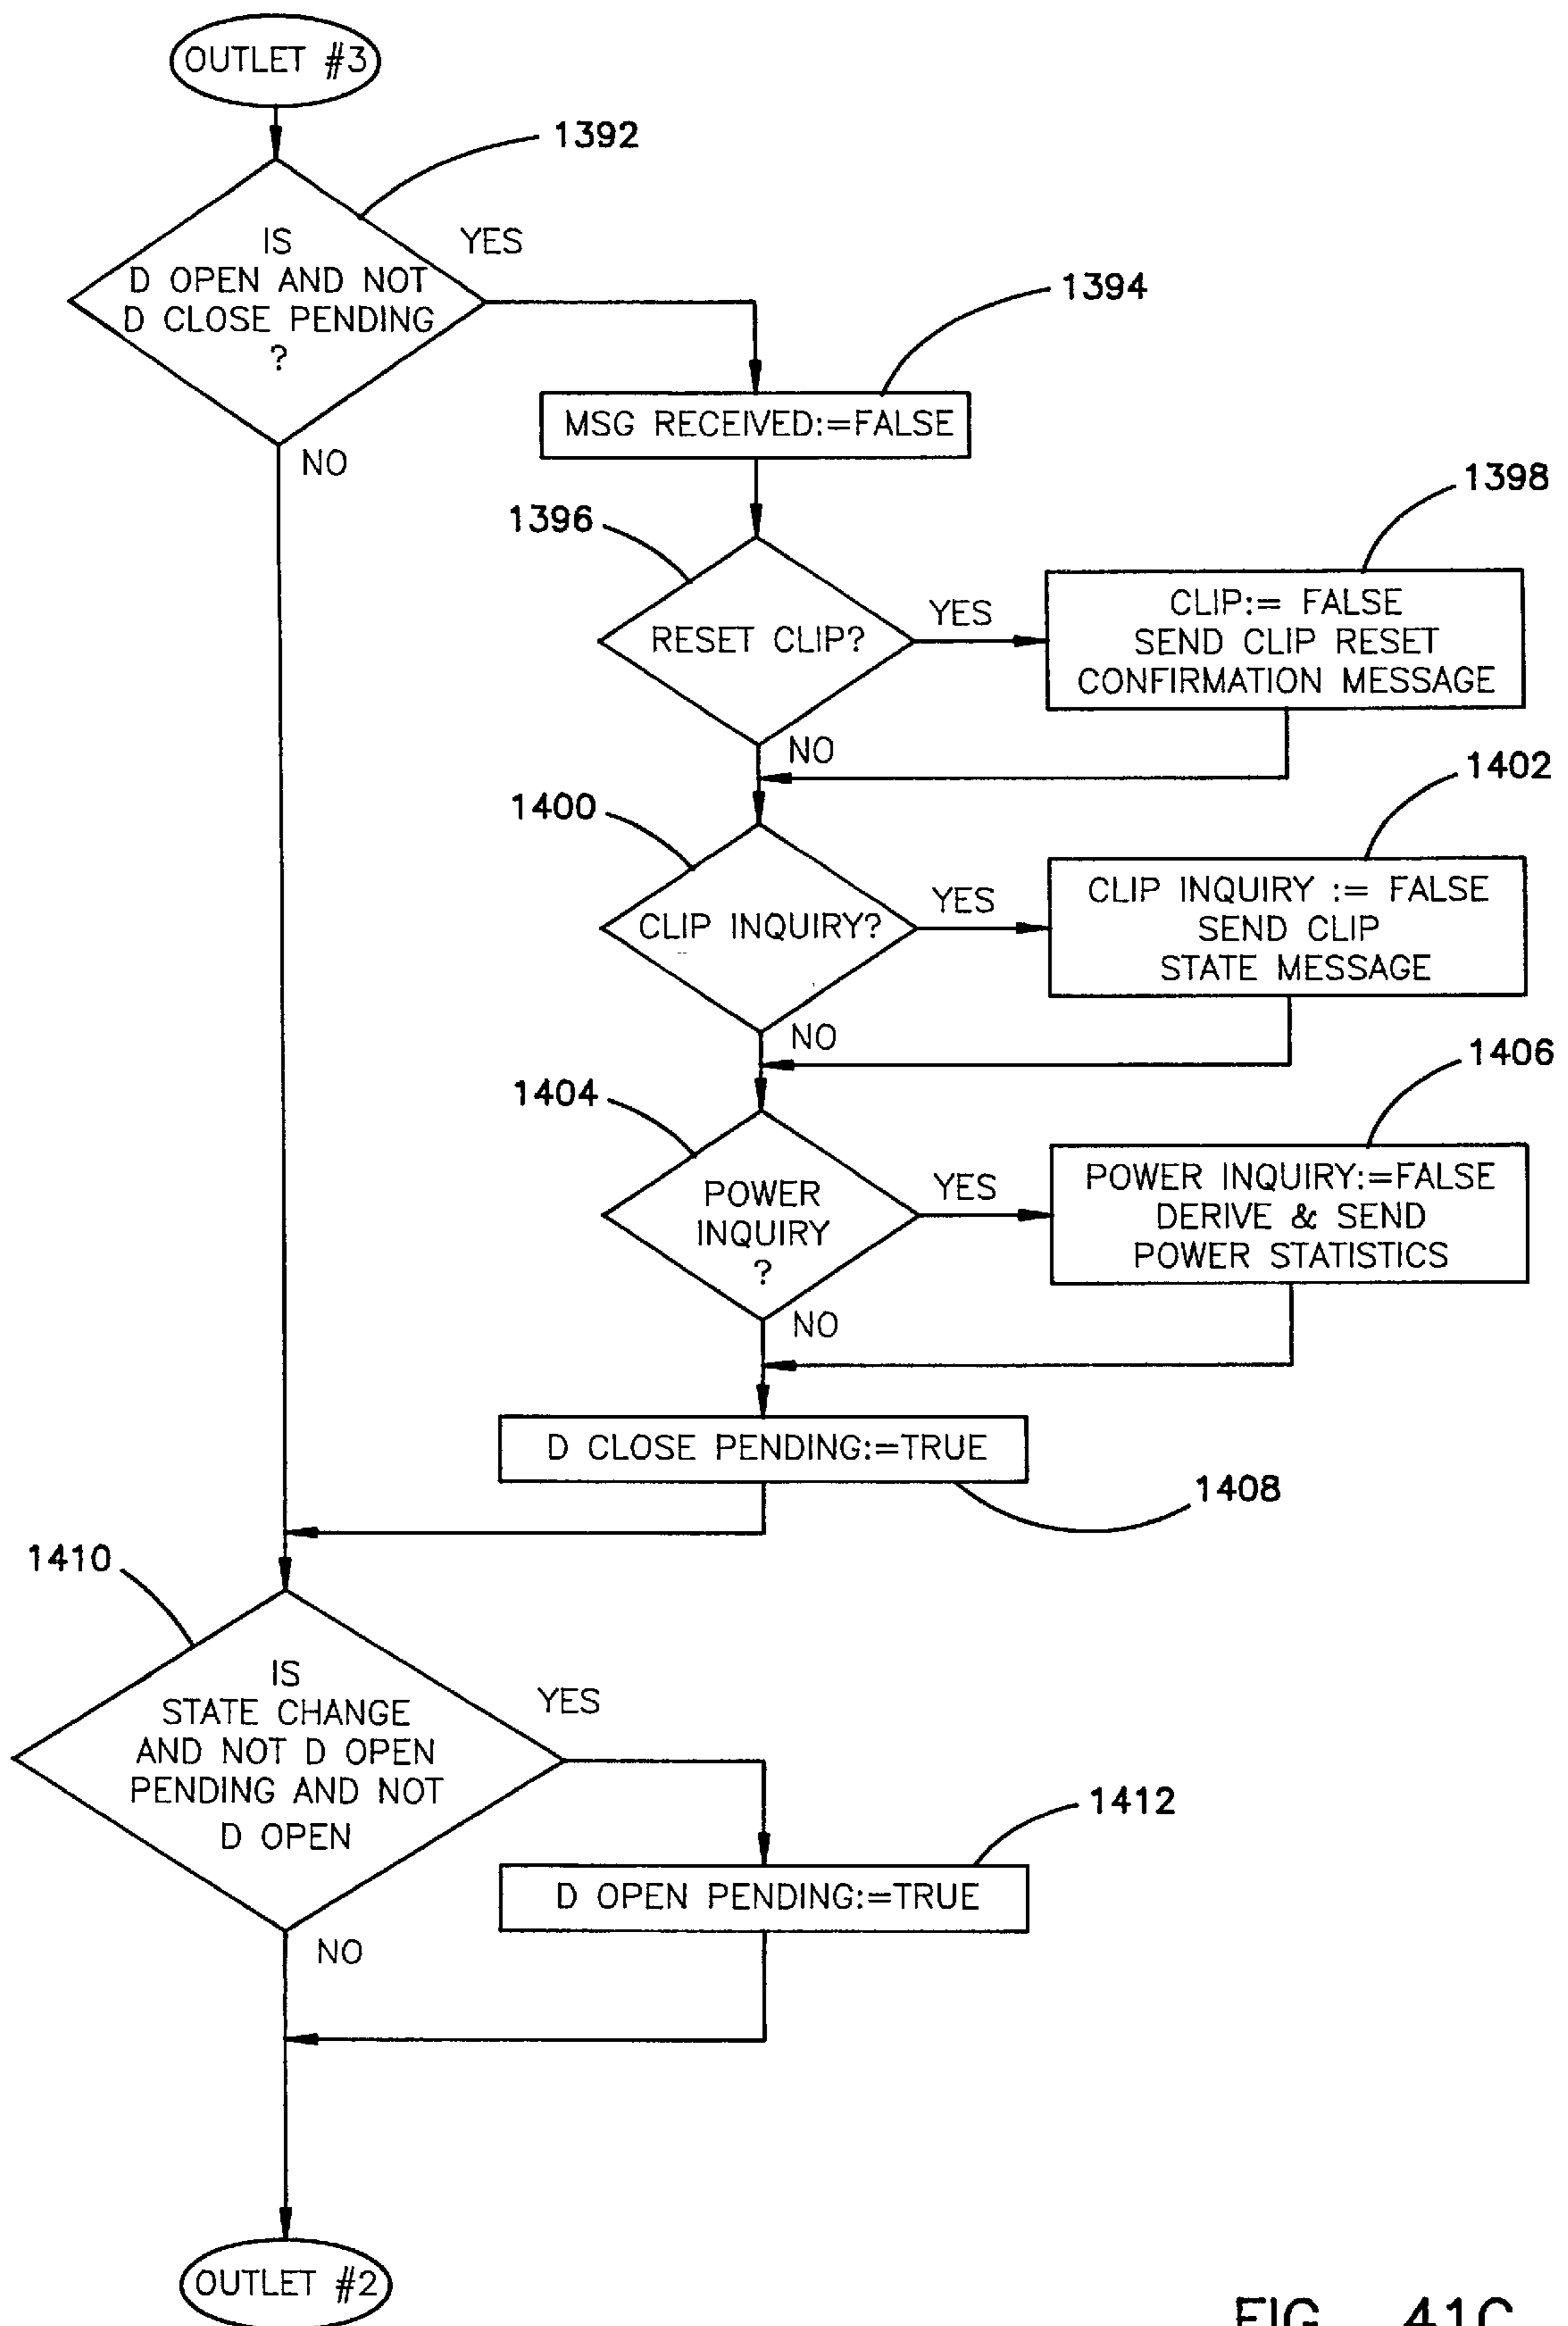 OUTLET #3
1392
IS
D OPEN AND NOT
D CLOSE PENDING
?
YES
NO
1394
MSG RECEIVED:=FALSE
1396
RESET CLIP?
YES
NO
1398
CLIP:= FALSE
SEND CLIP RESET
CONFIRMATION MESSAGE
1400
CLIP INQUIRY?
YES
NO
1402
CLIP INQUIRY := FALSE
SEND CLIP
STATE MESSAGE
1404
POWER
INQUIRY
?
YES
NO
1406
POWER INQUIRY:=FALSE
DERIVE & SEND
POWER STATISTICS
D CLOSE PENDING:=TRUE
1408
1410
IS
STATE CHANGE
AND NOT D OPEN
PENDING AND NOT
D OPEN
YES
NO
1412
D OPEN PENDING:=TRUE
OUTLET #2
FIG. 41C